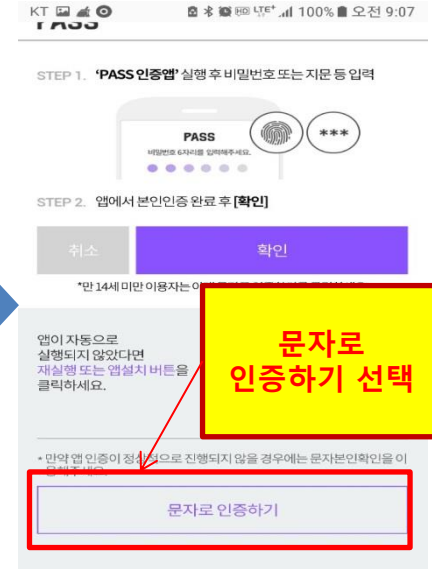 KT LTE+ 100% 오전 9:07
PASS
STEP 1. 'PASS 인증앱' 실행 후 비밀번호 또는 지문 등 입력
PASS
비밀번호 6자리를 입력해주세요.
***
STEP 2. 앱에서 본인인증 완료 후 [확인]
취소
확인
*만 14세 미만 이용자는
문자로
인증하기 선택
앱이 자동으로
실행되지 않았다면
재실행 또는 앱설치 버튼을
클릭하세요.
* 만약 앱 인증이 정상적으로 진행되지 않을 경우에는 문자본인확인을 이
용해주세요.
문자로 인증하기